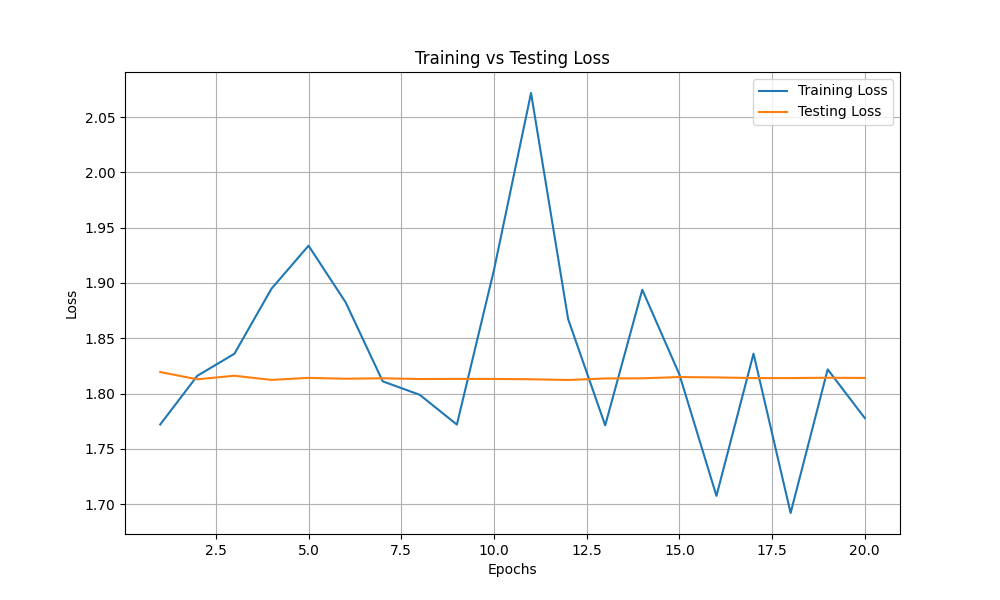 Training vs Testing Loss
Training Loss
Testing Loss
Loss
2.05
2.00
1.95
1.90
1.85
1.80
1.75
1.70
2.5 5.0 7.5 10.0 12.5 15.0 17.5 20.0
Epochs